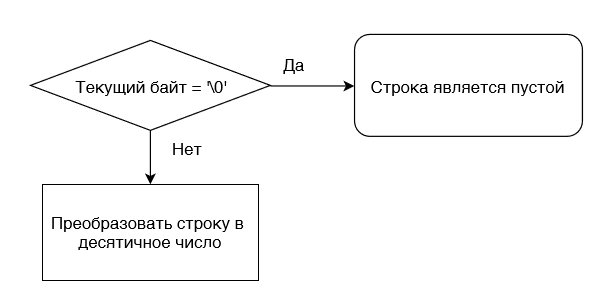 Да
Текущий байт = '\0'
Строка является пустой
Нет
Преобразовать строку в
десятичное число